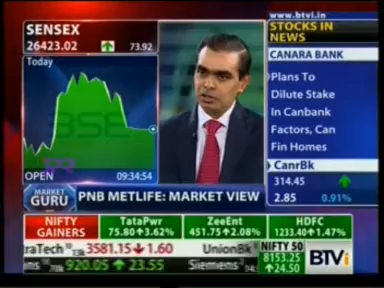 www.btvi.in
SENSEX
26423.02 73.92
Today
BSE
OPEN 09:34:54
STOCKS IN
NEWS
CANARA BANK
Plans To
Dilute Stake
In Canbank
Factors, Can
Fin Homes
CanrBk
314.45
2.85 0.91%
MARKET
GURU
PNB METLIFE: MARKET VIEW
NIFTY
GAINERS
TataPwr
75.80 3.62%
ZeeEnt
451.75 2.08%
HDFC
1233.40 1.47%
raTech 3581.15 1.60 UnionBk
920.05 23.55 Siemens
NIFTY 50
8153.25
24.50
BTVi